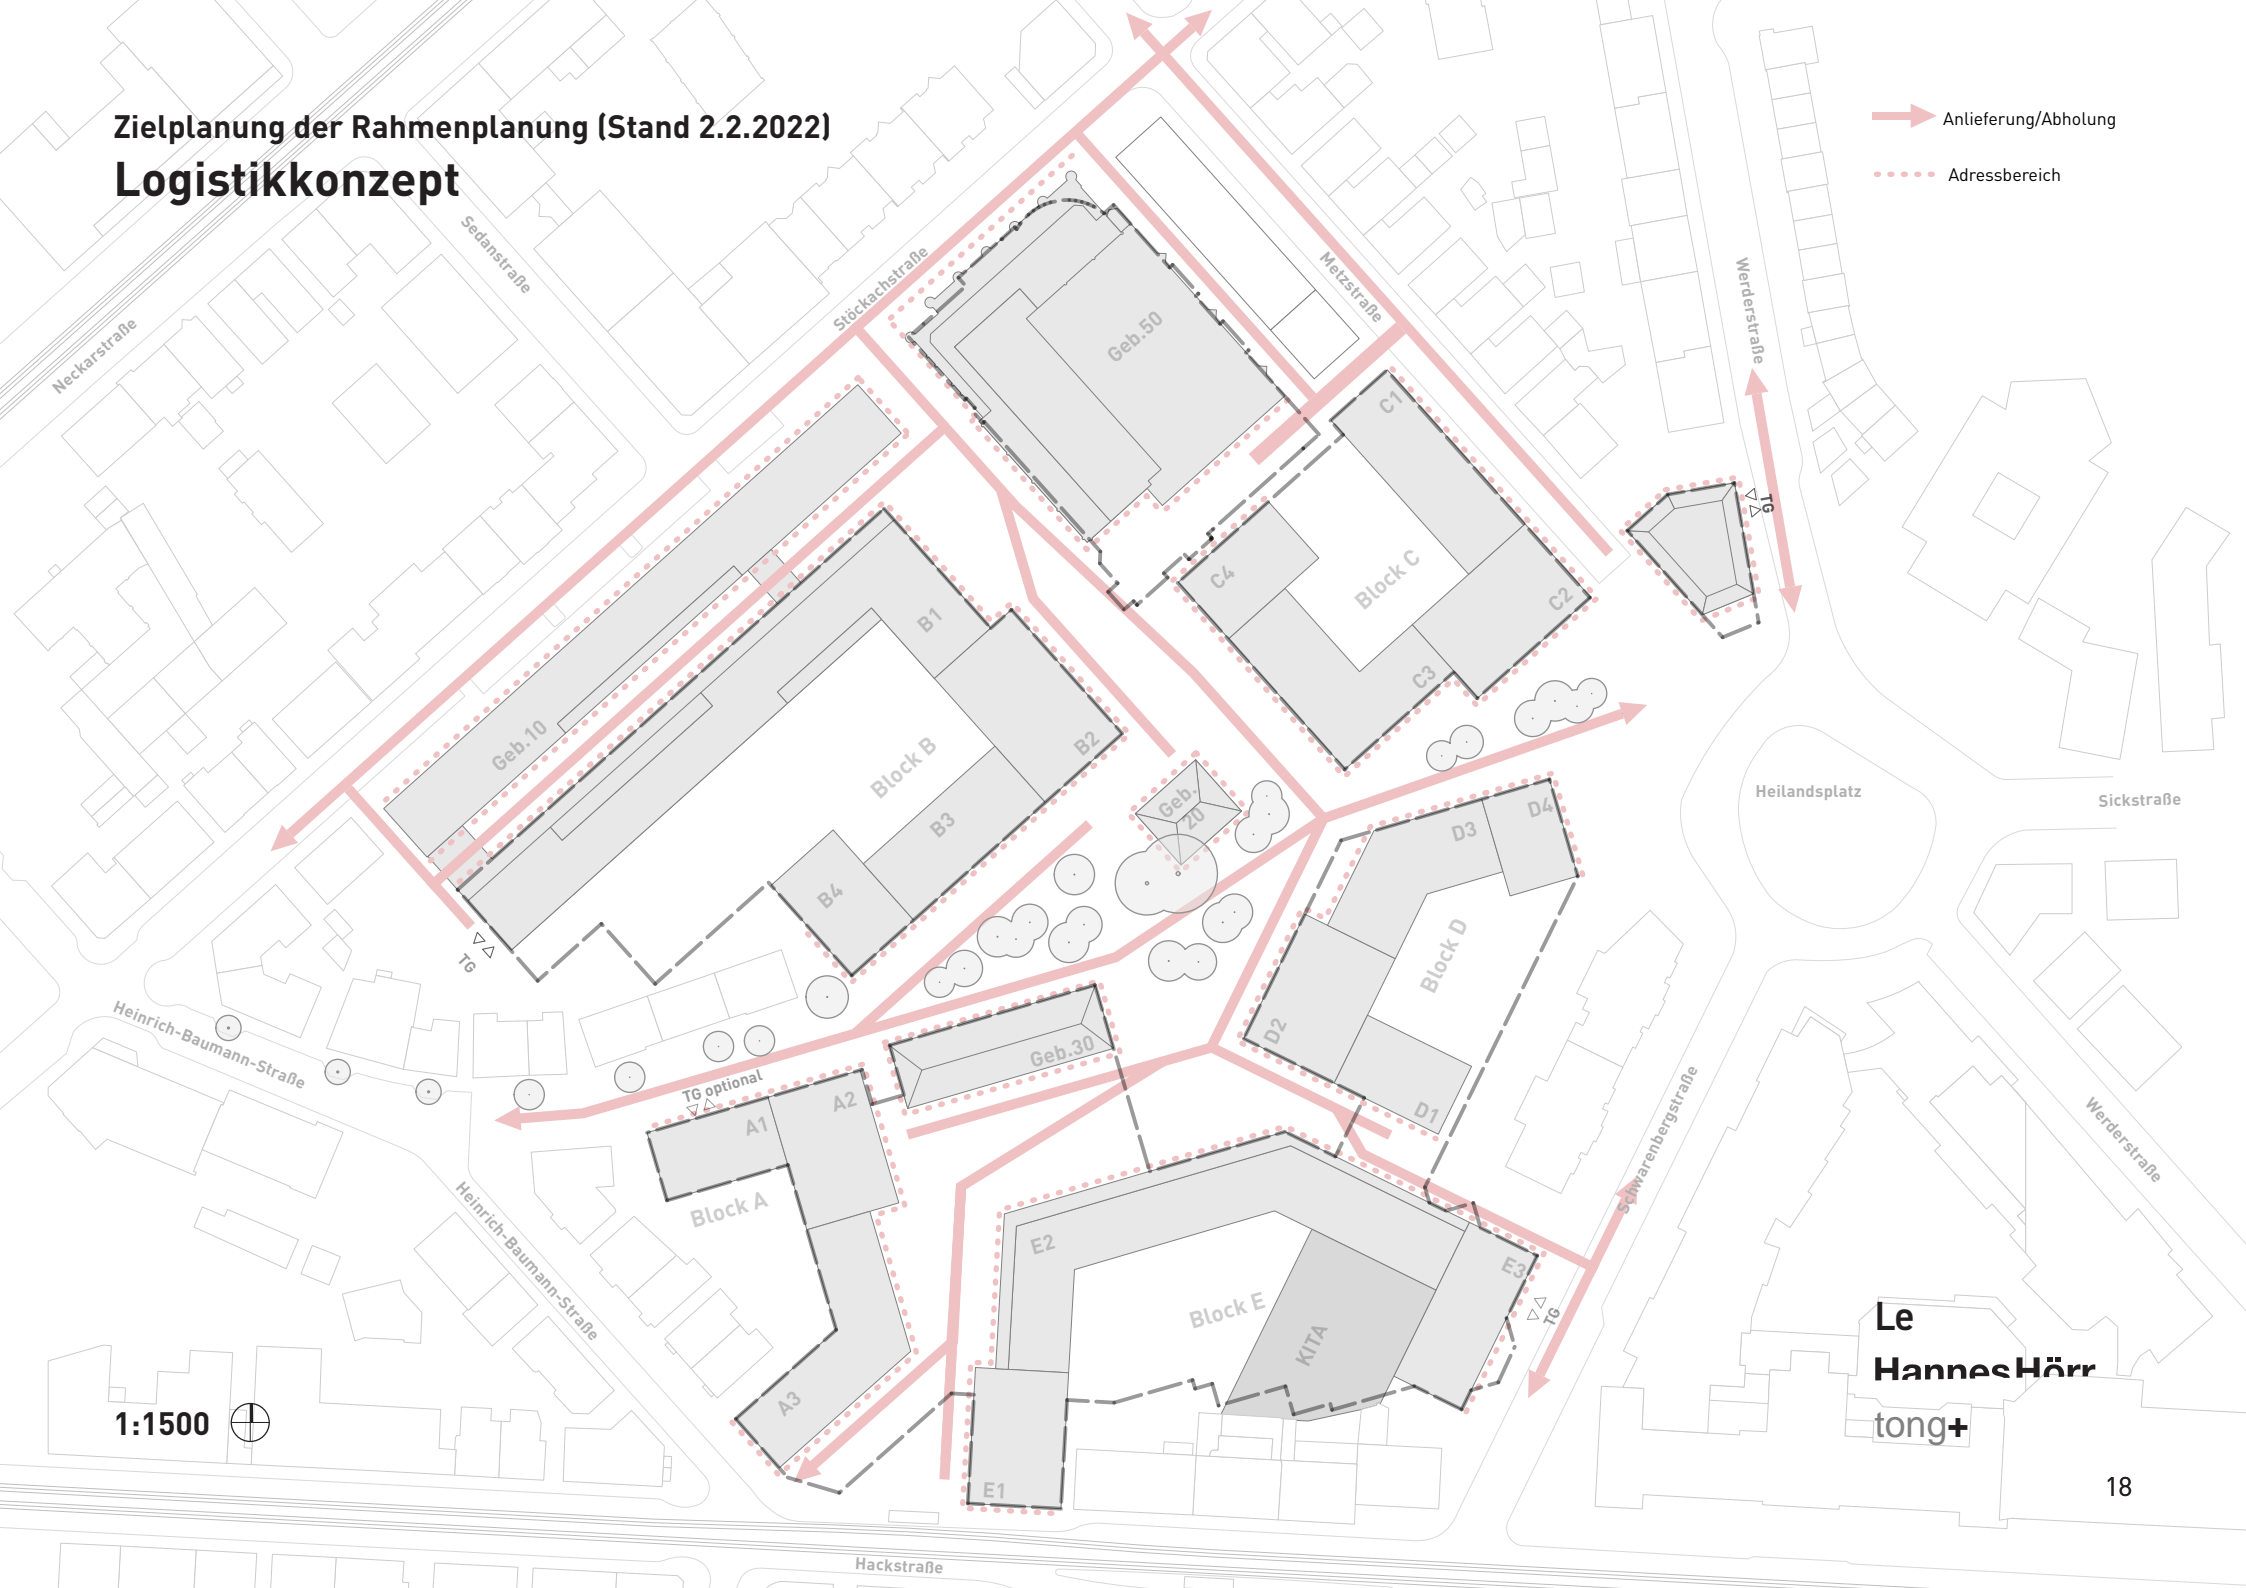 Zielplanung der Rahmenplanung (Stand 2.2.2022)
Logistikkonzept
Anlieferung/Abholung
Adressbereich
Neckarstraße
Sedanstraße
Stöckachstraße
Metzstraße
Werderstraße
Geb.50
C1
TG
Block C
C4
C2
C3
B1
Geb.10
Block B
B2
Geb.
20
B3
B4
Heilandsplatz
Sickstraße
D4
D3
Block D
TG
D2
D1
Heinrich-Baumann-Straße
Geb.30
TG optional
A2
A1
Block A
A3
Heinrich-Baumann-Straße
E2
Block E
KITA
E3
TG
E1
Schwarenbergstraße
Werderstraße
Le
Hannes Hörr
tong+
1:1500
18
Hackstraße